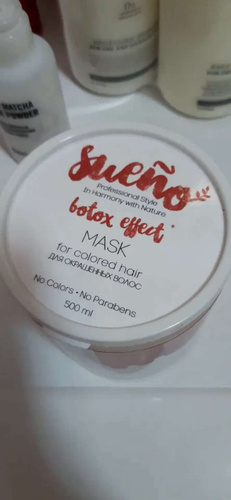 MATCHA
POWDER
sueño
Professional Style
In Harmony with Nature
botox effect*
MASK
for colored hair
ДЛЯ ОКРАШЕННЫХ ВОЛОС
No Colors • No Parabens
500 ml